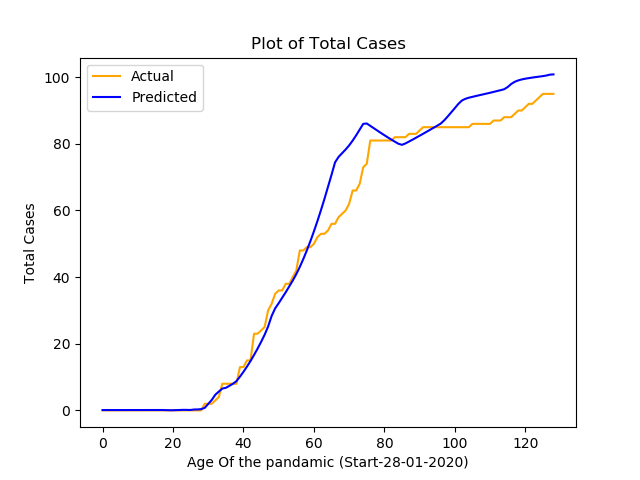 Plot of Total Cases
Actual
Predicted
100
80
60
40
20
0
Total Cases
0 20 40 60 80 100 120
Age Of the pandamic (Start-28-01-2020)